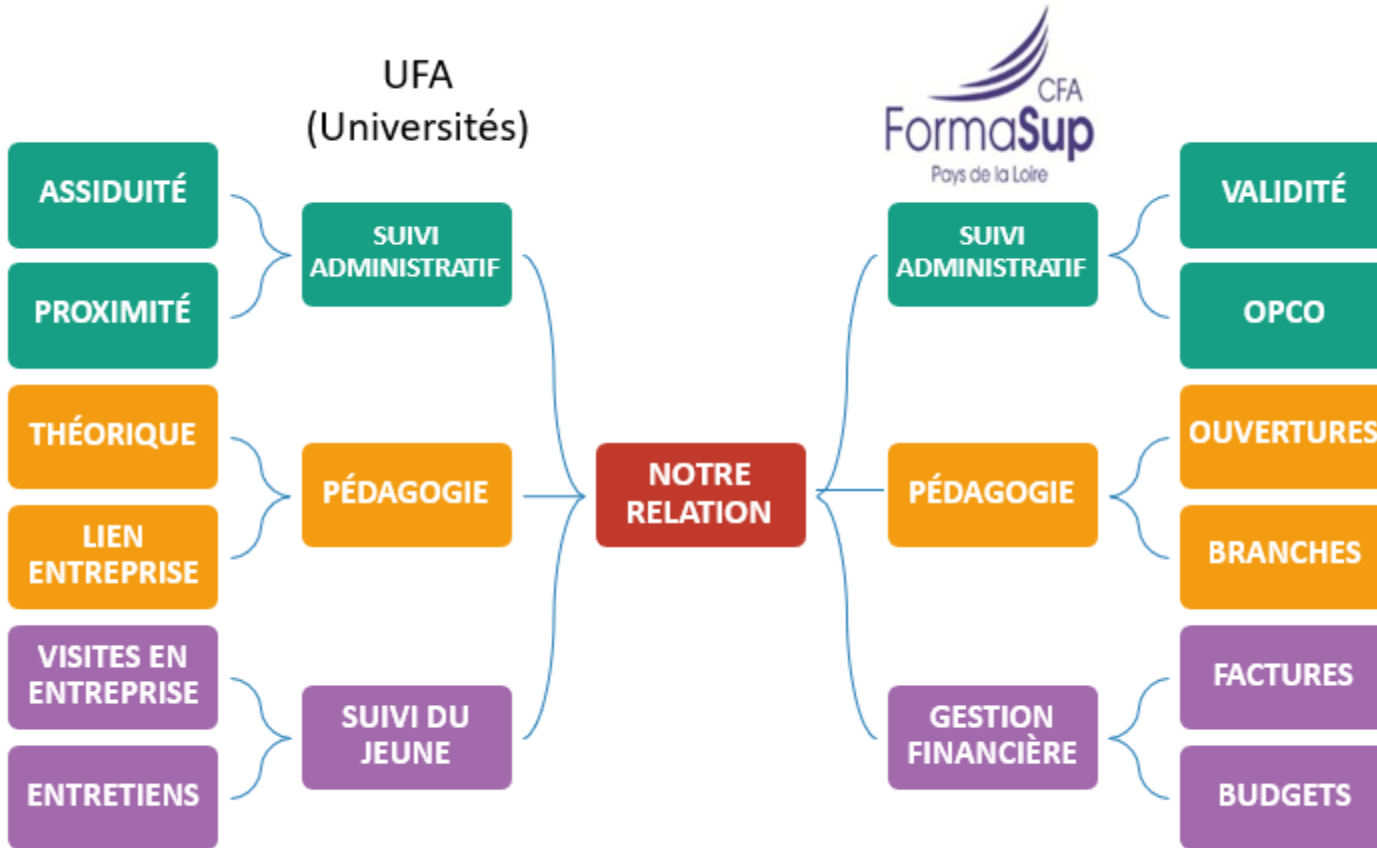 UFA
(Universités)
CFA
FormaSup
Pays de la Loire
ASSIDUITÉ
PROXIMITÉ
SUIVI
ADMINISTRATIF
THÉORIQUE
LIEN
ENTREPRISE
PÉDAGOGIE
VISITES EN
ENTREPRISE
ENTRETIENS
SUIVI DU
JEUNE
NOTRE
RELATION
SUIVI
ADMINISTRATIF
VALIDITÉ
OPCO
PÉDAGOGIE
OUVERTURES
BRANCHES
GESTION
FINANCIÈRE
FACTURES
BUDGETS